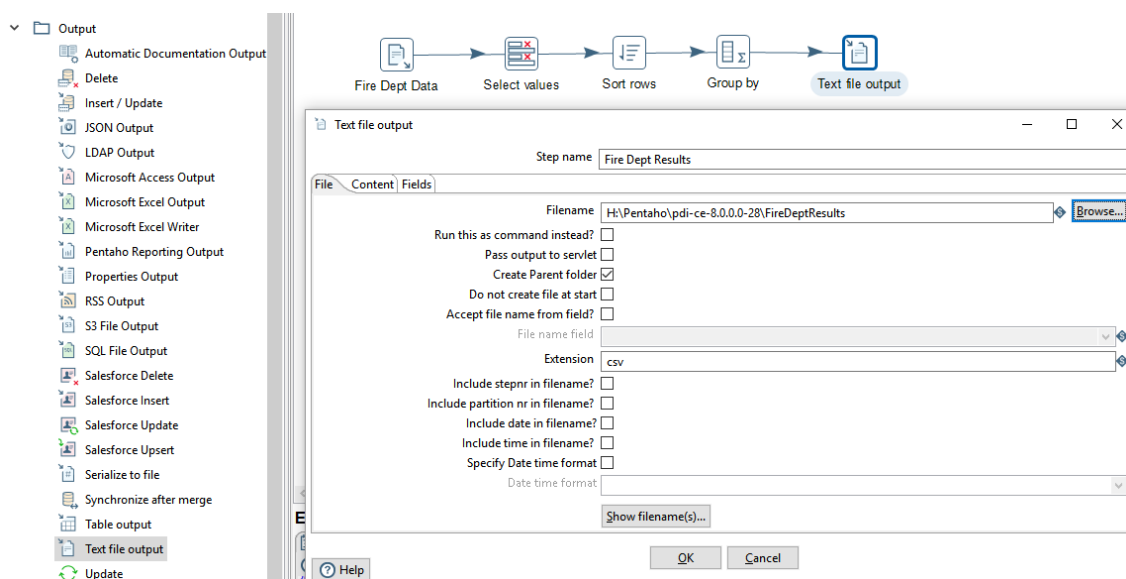 Output
Automatic Documentation Output
Delete
Insert / Update
JSON Output
LDAP Output
Microsoft Access Output
Microsoft Excel Output
Microsoft Excel Writer
Pentaho Reporting Output
Properties Output
RSS Output
S3 File Output
SQL File Output
Salesforce Delete
Salesforce Insert
Salesforce Update
Salesforce Upsert
Serialize to file
Synchronize after merge
Table output
Text file output
Update
Fire Dept Data
Select values
Sort rows
Group by
Text file output
Text file output
Step name Fire Dept Results
File Content Fields
Filename H:\Pentaho\pdi-ce-8.0.0.0-28\FireDeptResults Browse...
Run this as command instead?
Pass output to servlet
Create Parent folder
Do not create file at start
Accept file name from field?
File name field
Extension csv
Include stepnr in filename?
Include partition nr in filename?
Include date in filename?
Include time in filename?
Specify Date time format
Date time format
Show filename(s)...
OK Cancel
Help